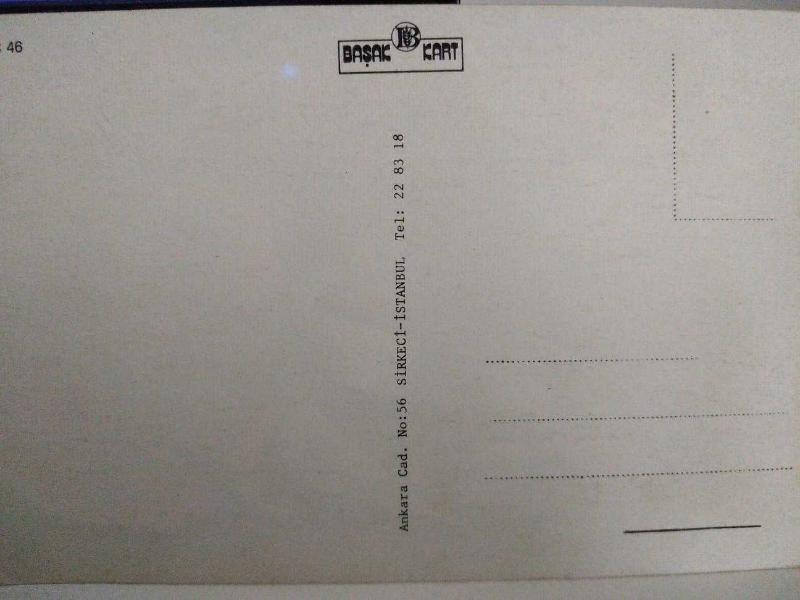 46
BAŞAK B KART
Ankara Cad. No:56 SİRKECİ-İSTANBUL Tel: 22 83 18